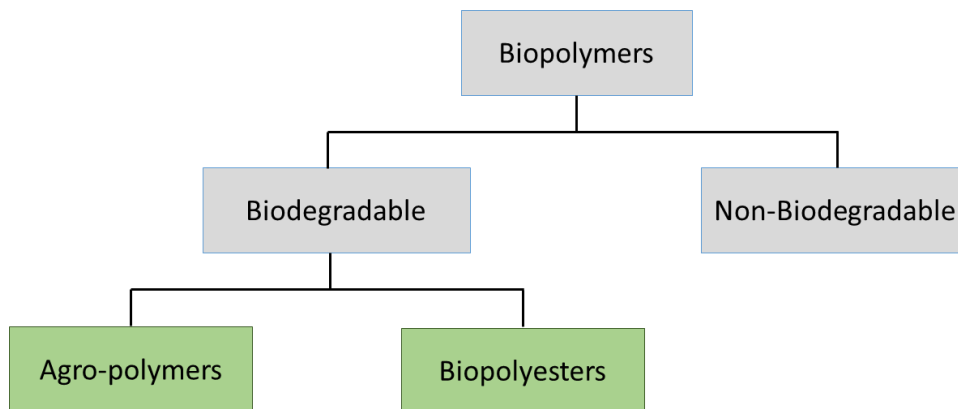 Biopolymers
Biodegradable
Non-Biodegradable
Agro-polymers
Biopolyesters